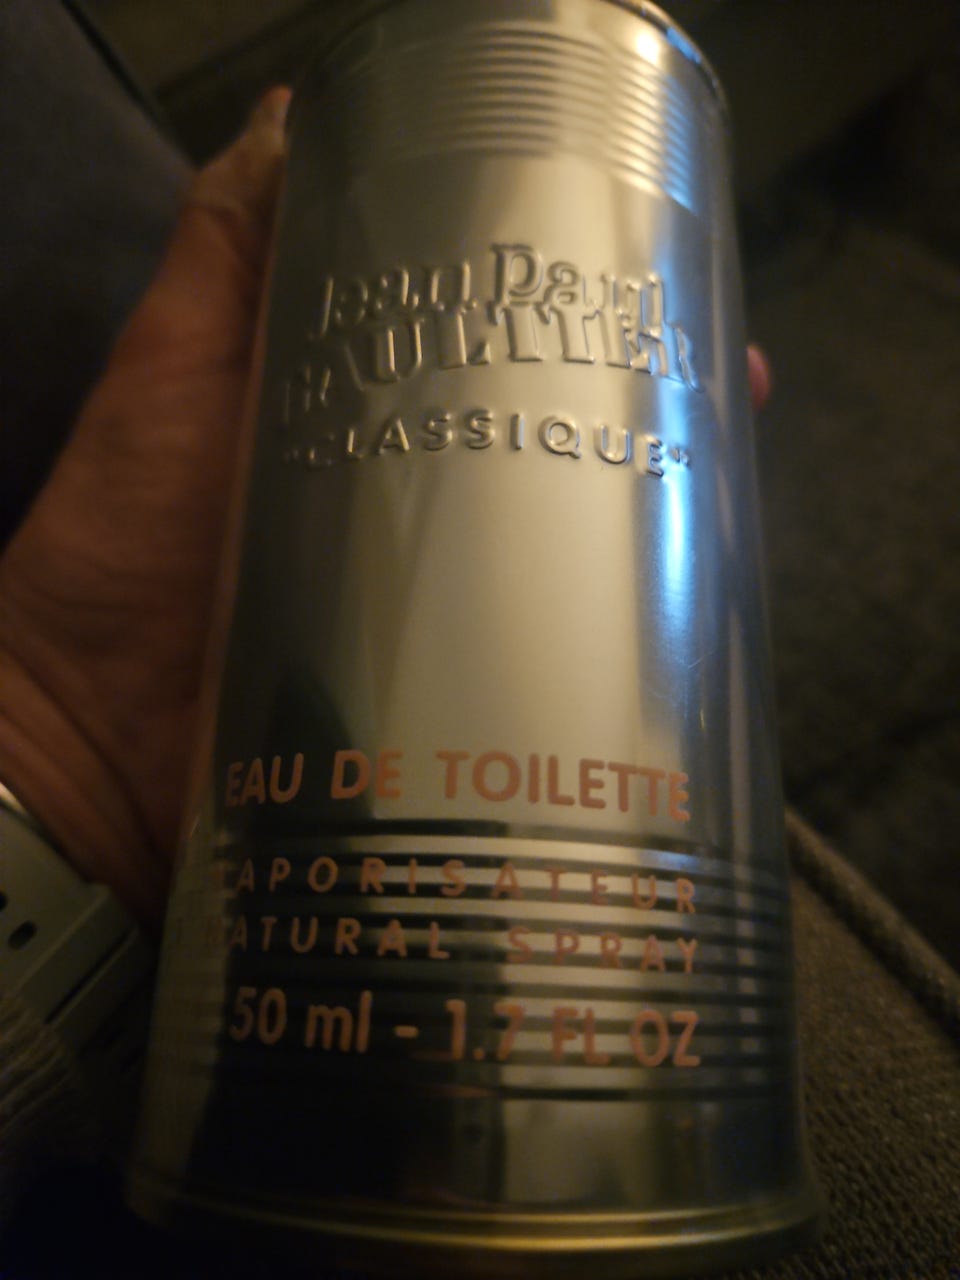 Jean Paul
GAULTIER
"CLASSIQUE"
EAU DE TOILETTE
VAPORISATEUR
NATURAL SPRAY
50 ml - 1.7 FL OZ